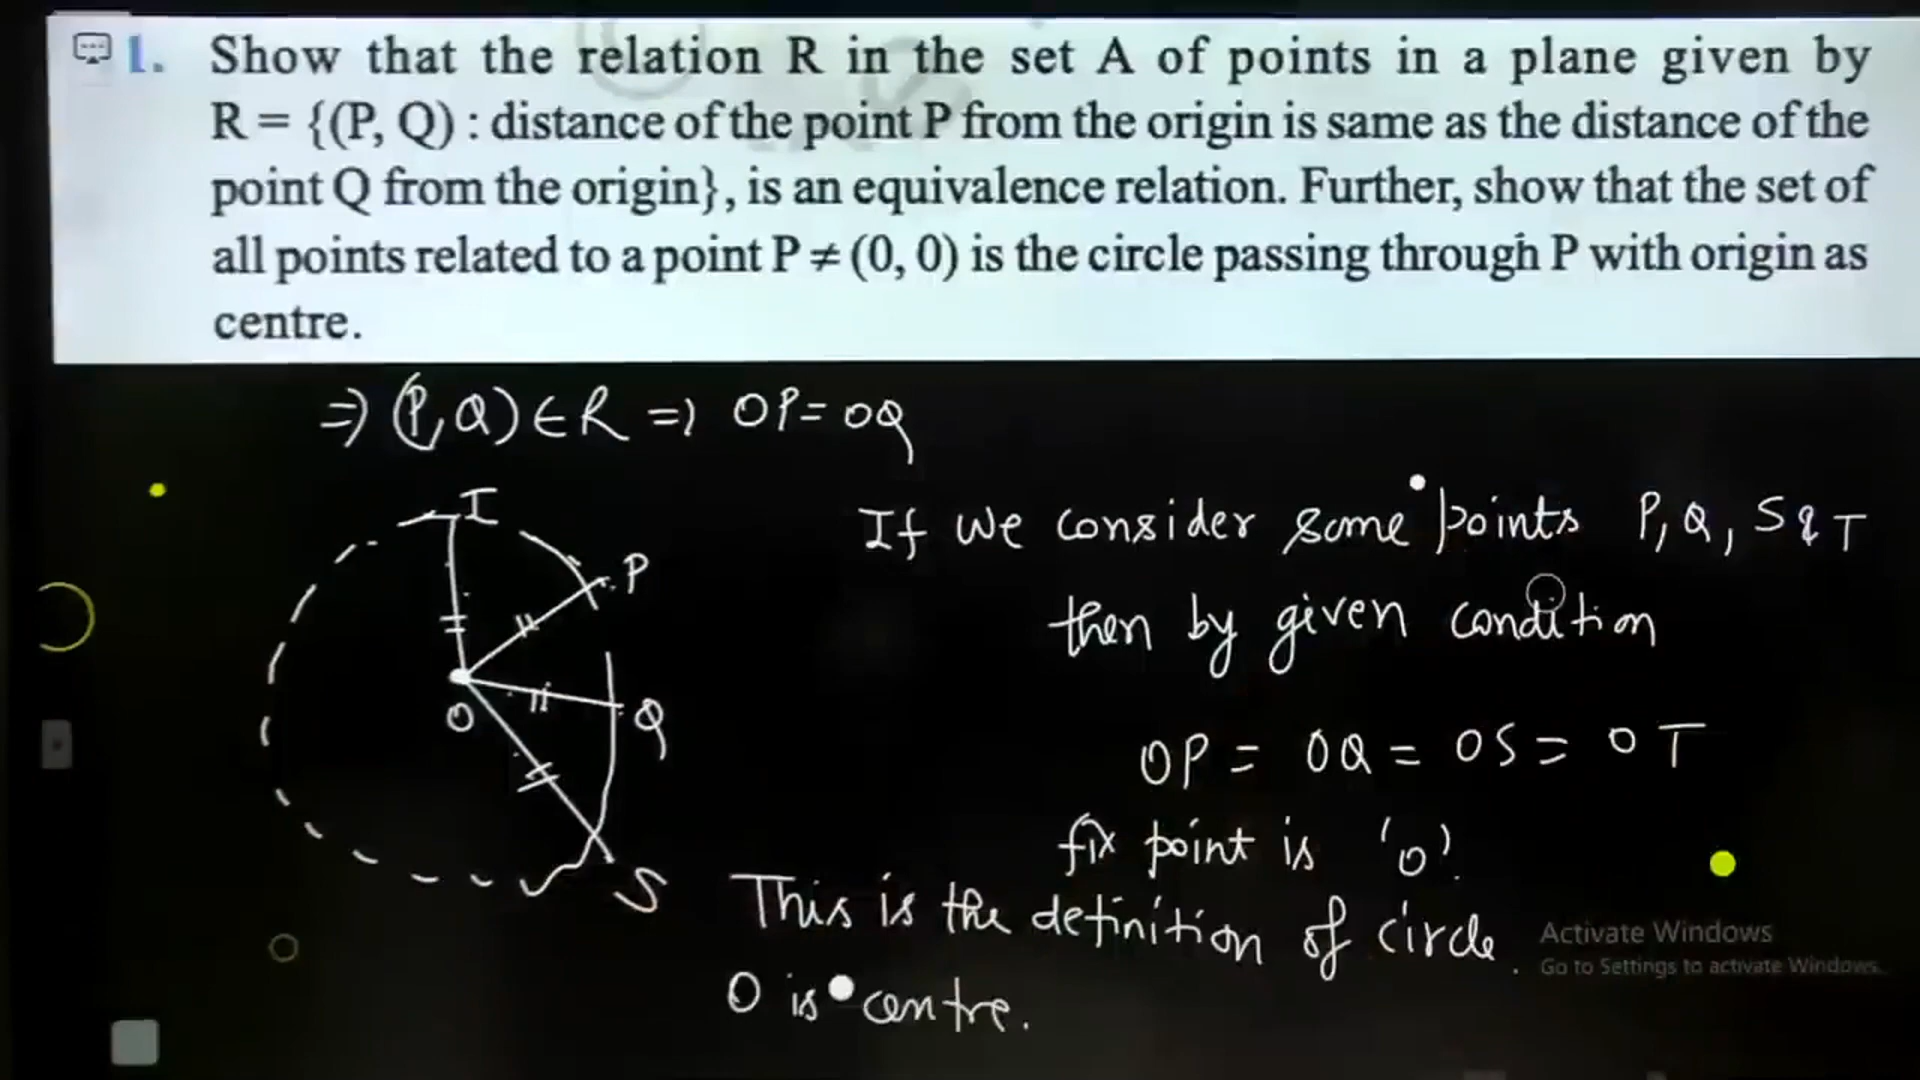 1. Show that the relation R in the set A of points in a plane given by
R = {(P, Q) : distance of the point P from the origin is same as the distance of the
point Q from the origin}, is an equivalence relation. Further, show that the set of
all points related to a point P ≠ (0, 0) is the circle passing through P with origin as
centre.
⇒ (P, Q) ∈ R ⇒ OP = OQ
If we consider some points P, Q, S & T
then by given condition
OP = OQ = OS = OT
fix point is 'O'.
This is the definition of circle.
O is centre.
T
P
O
Q
S
Activate Windows
Go to Settings to activate Windows.